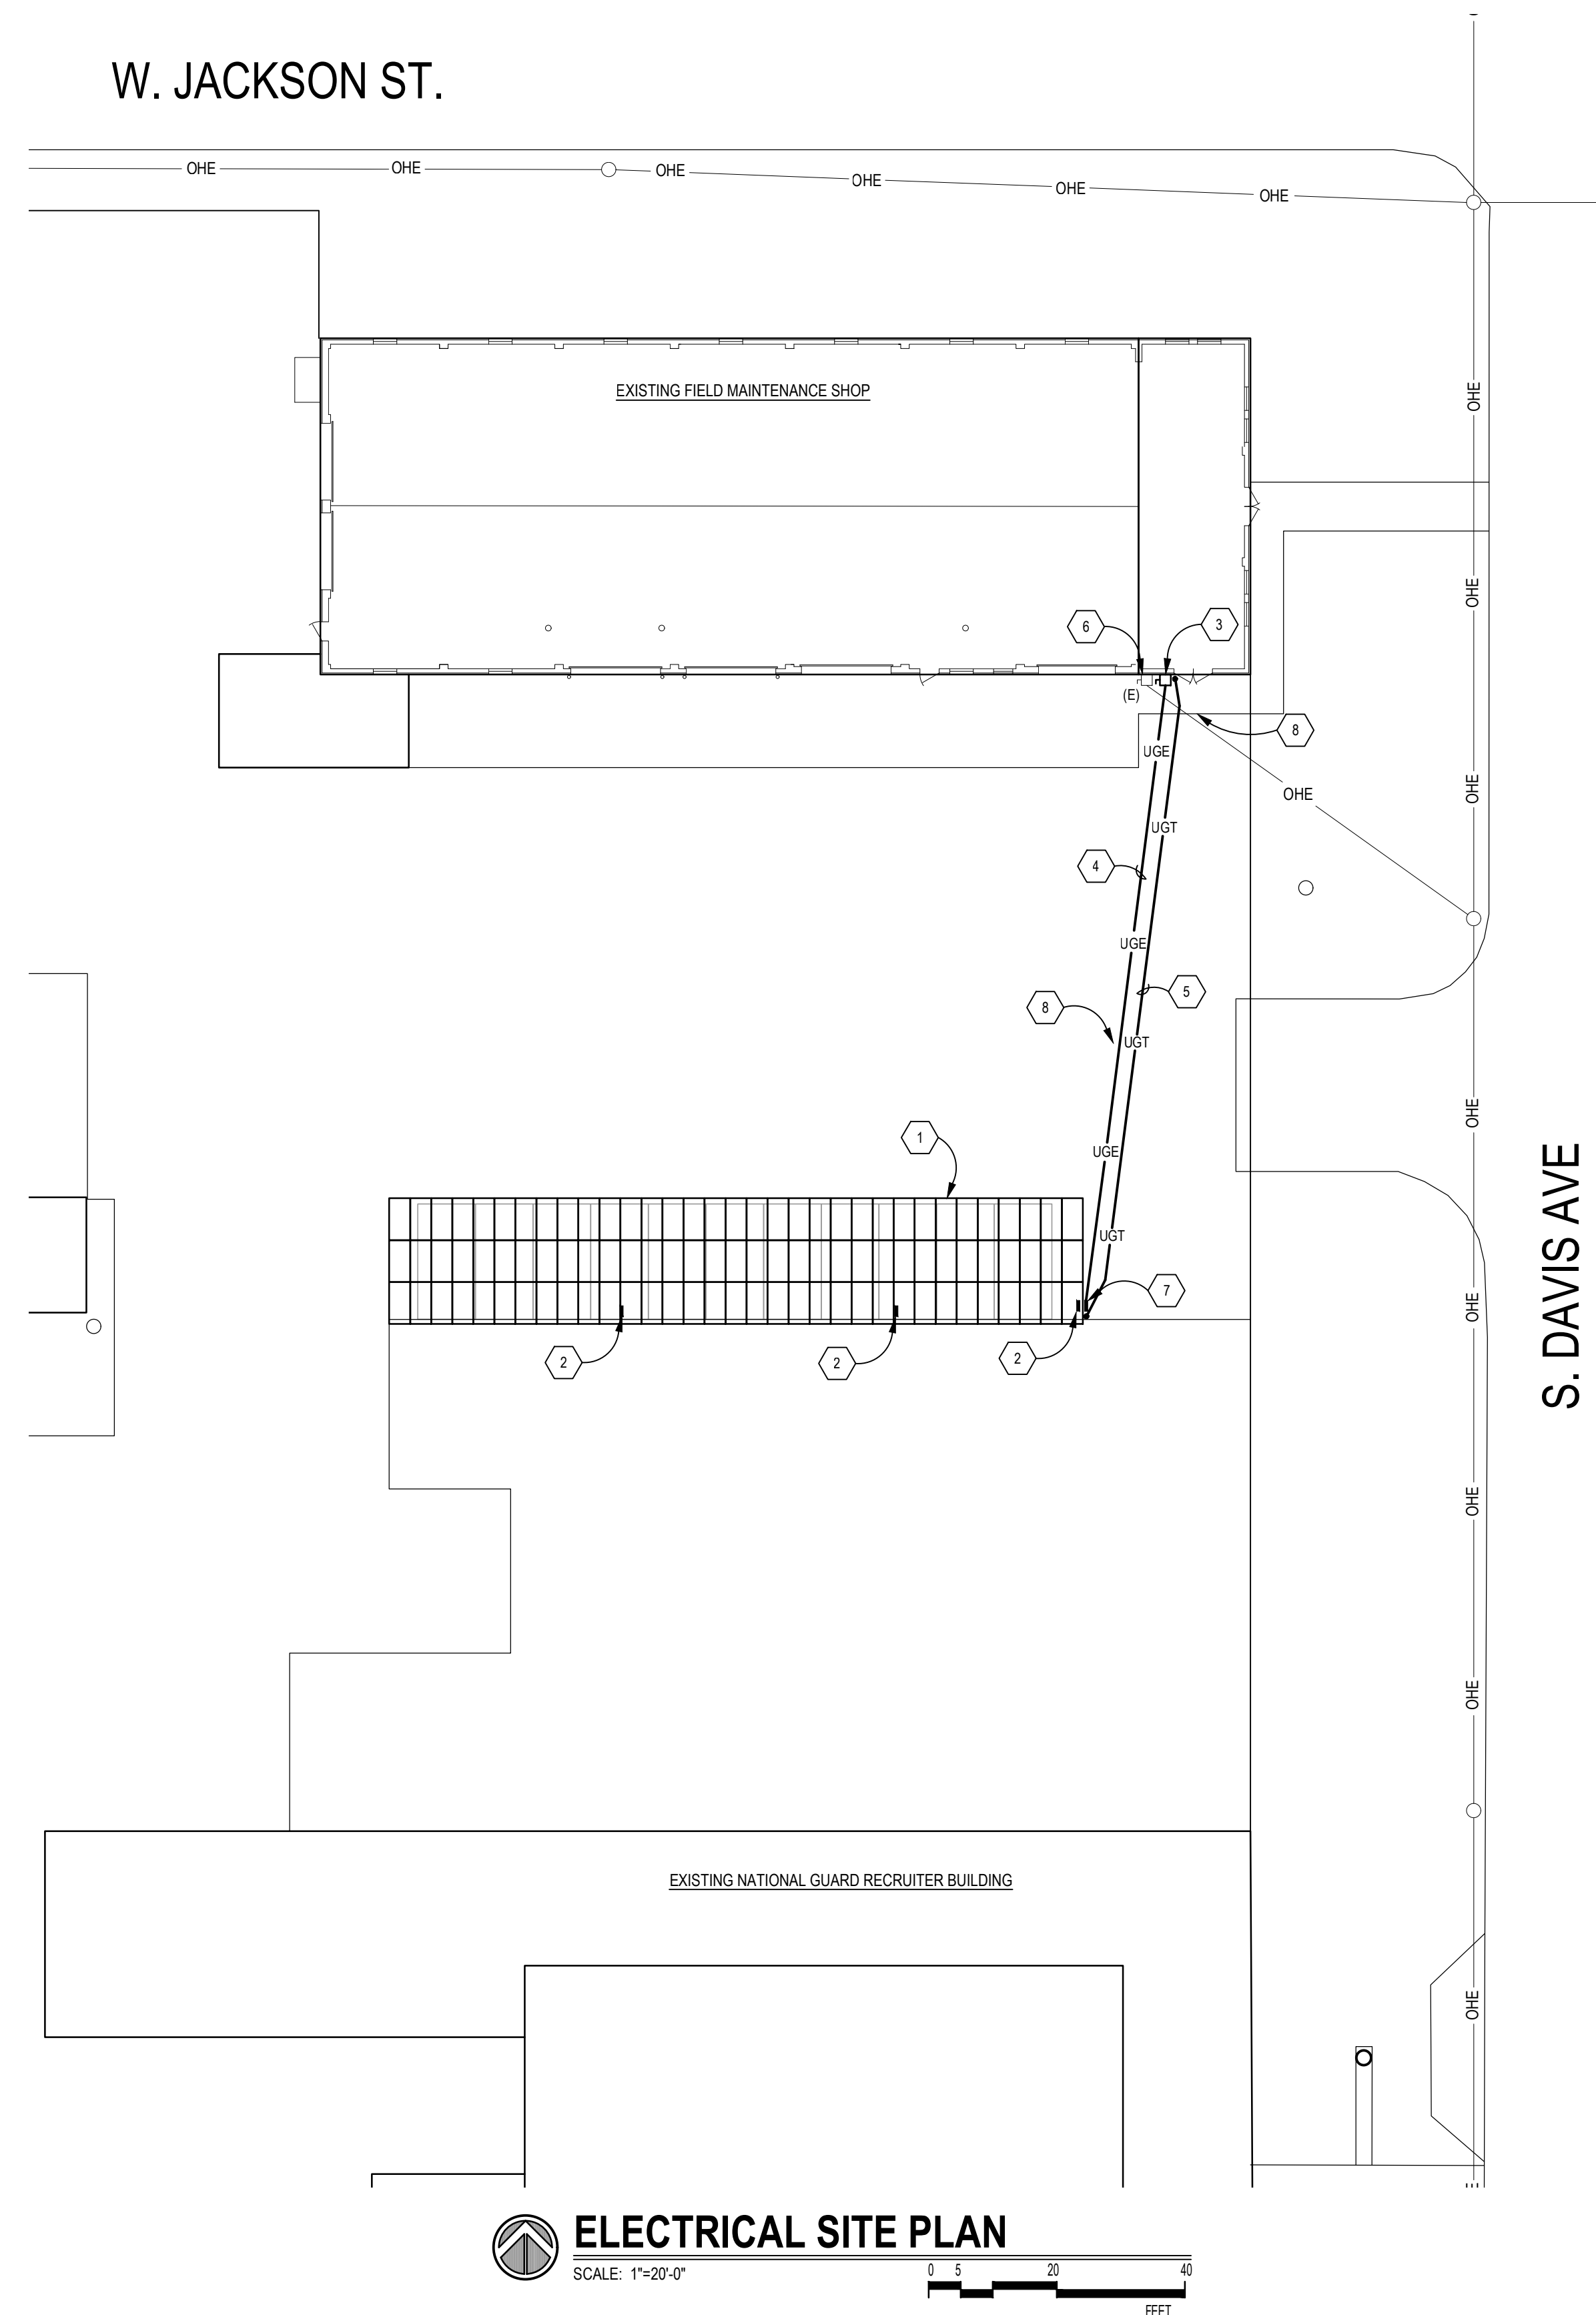 W. JACKSON ST.
OHE
OHE
OHE
OHE
OHE
OHE
EXISTING FIELD MAINTENANCE SHOP
OHE
OHE
6
3
(E)
8
UGE
OHE
OHE
UGT
4
UGE
5
8
UGT
OHE
1
UGE
S. DAVIS AVE
UGT
7
OHE
2
2
2
OHE
OHE
EXISTING NATIONAL GUARD RECRUITER BUILDING
OHE
ELECTRICAL SITE PLAN
SCALE: 1"=20'-0"
0 5 20 40
FEET